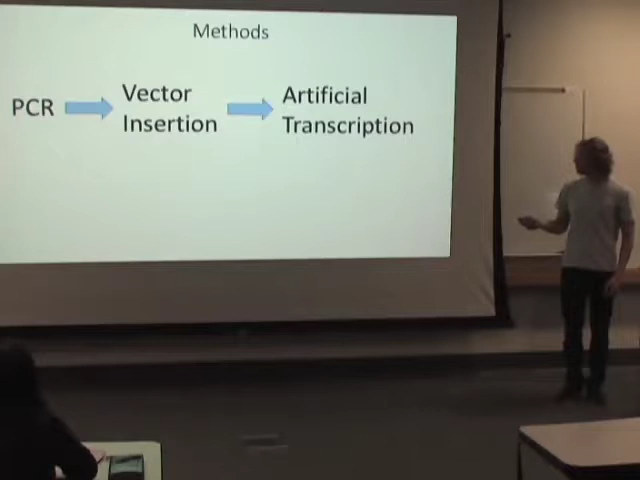 Methods
PCR
Vector
Insertion
Artificial
Transcription